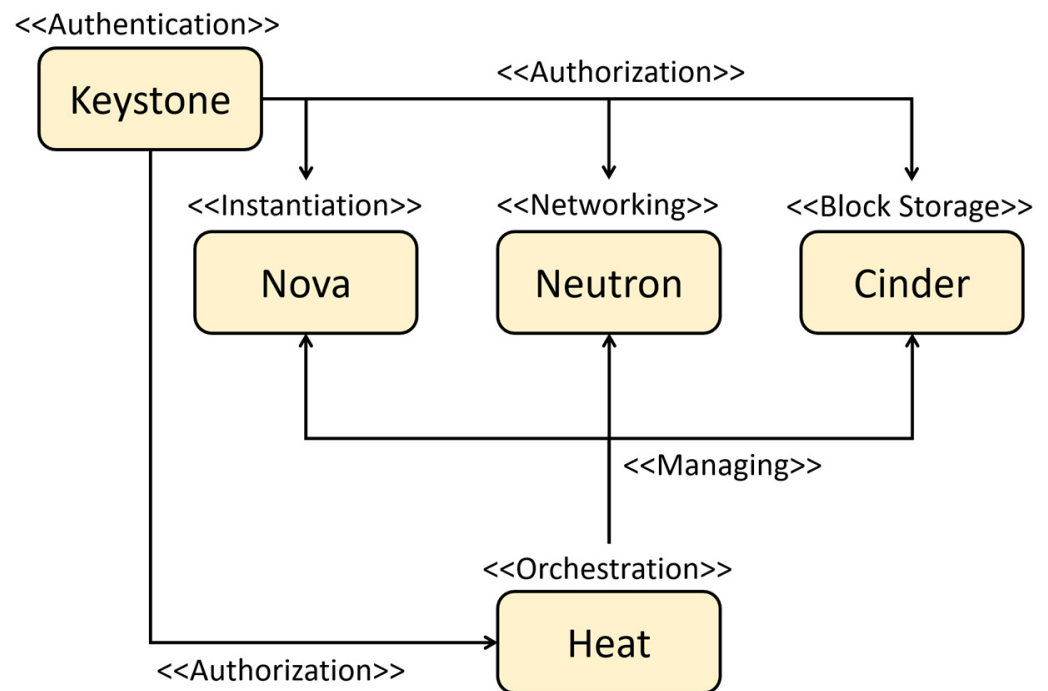 <<Authentication>>
Keystone
<<Authorization>>
<<Instantiation>>
<<Networking>>
<<Block Storage>>
Nova
Neutron
Cinder
<<Managing>>
<<Orchestration>>
Heat
<<Authorization>>